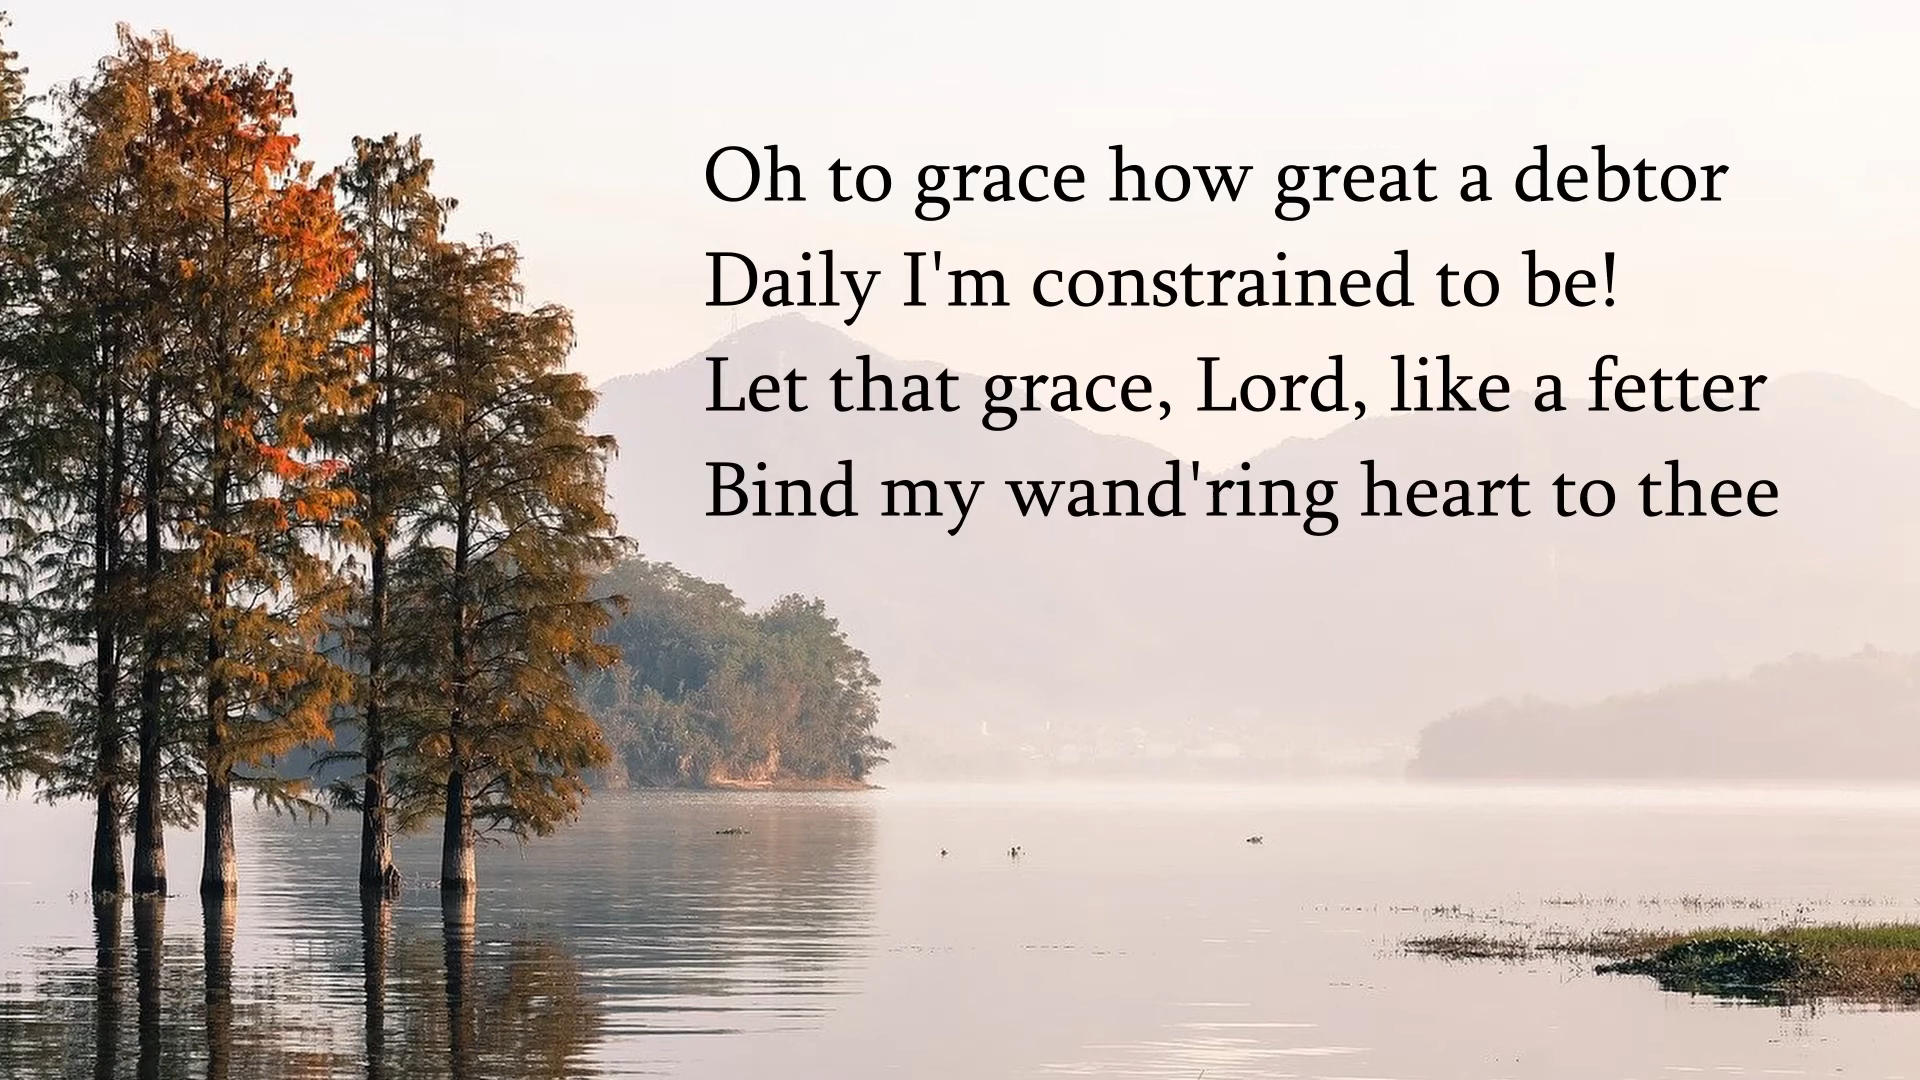 Oh to grace how great a debtor
Daily I'm constrained to be!
Let that grace, Lord, like a fetter
Bind my wand'ring heart to thee